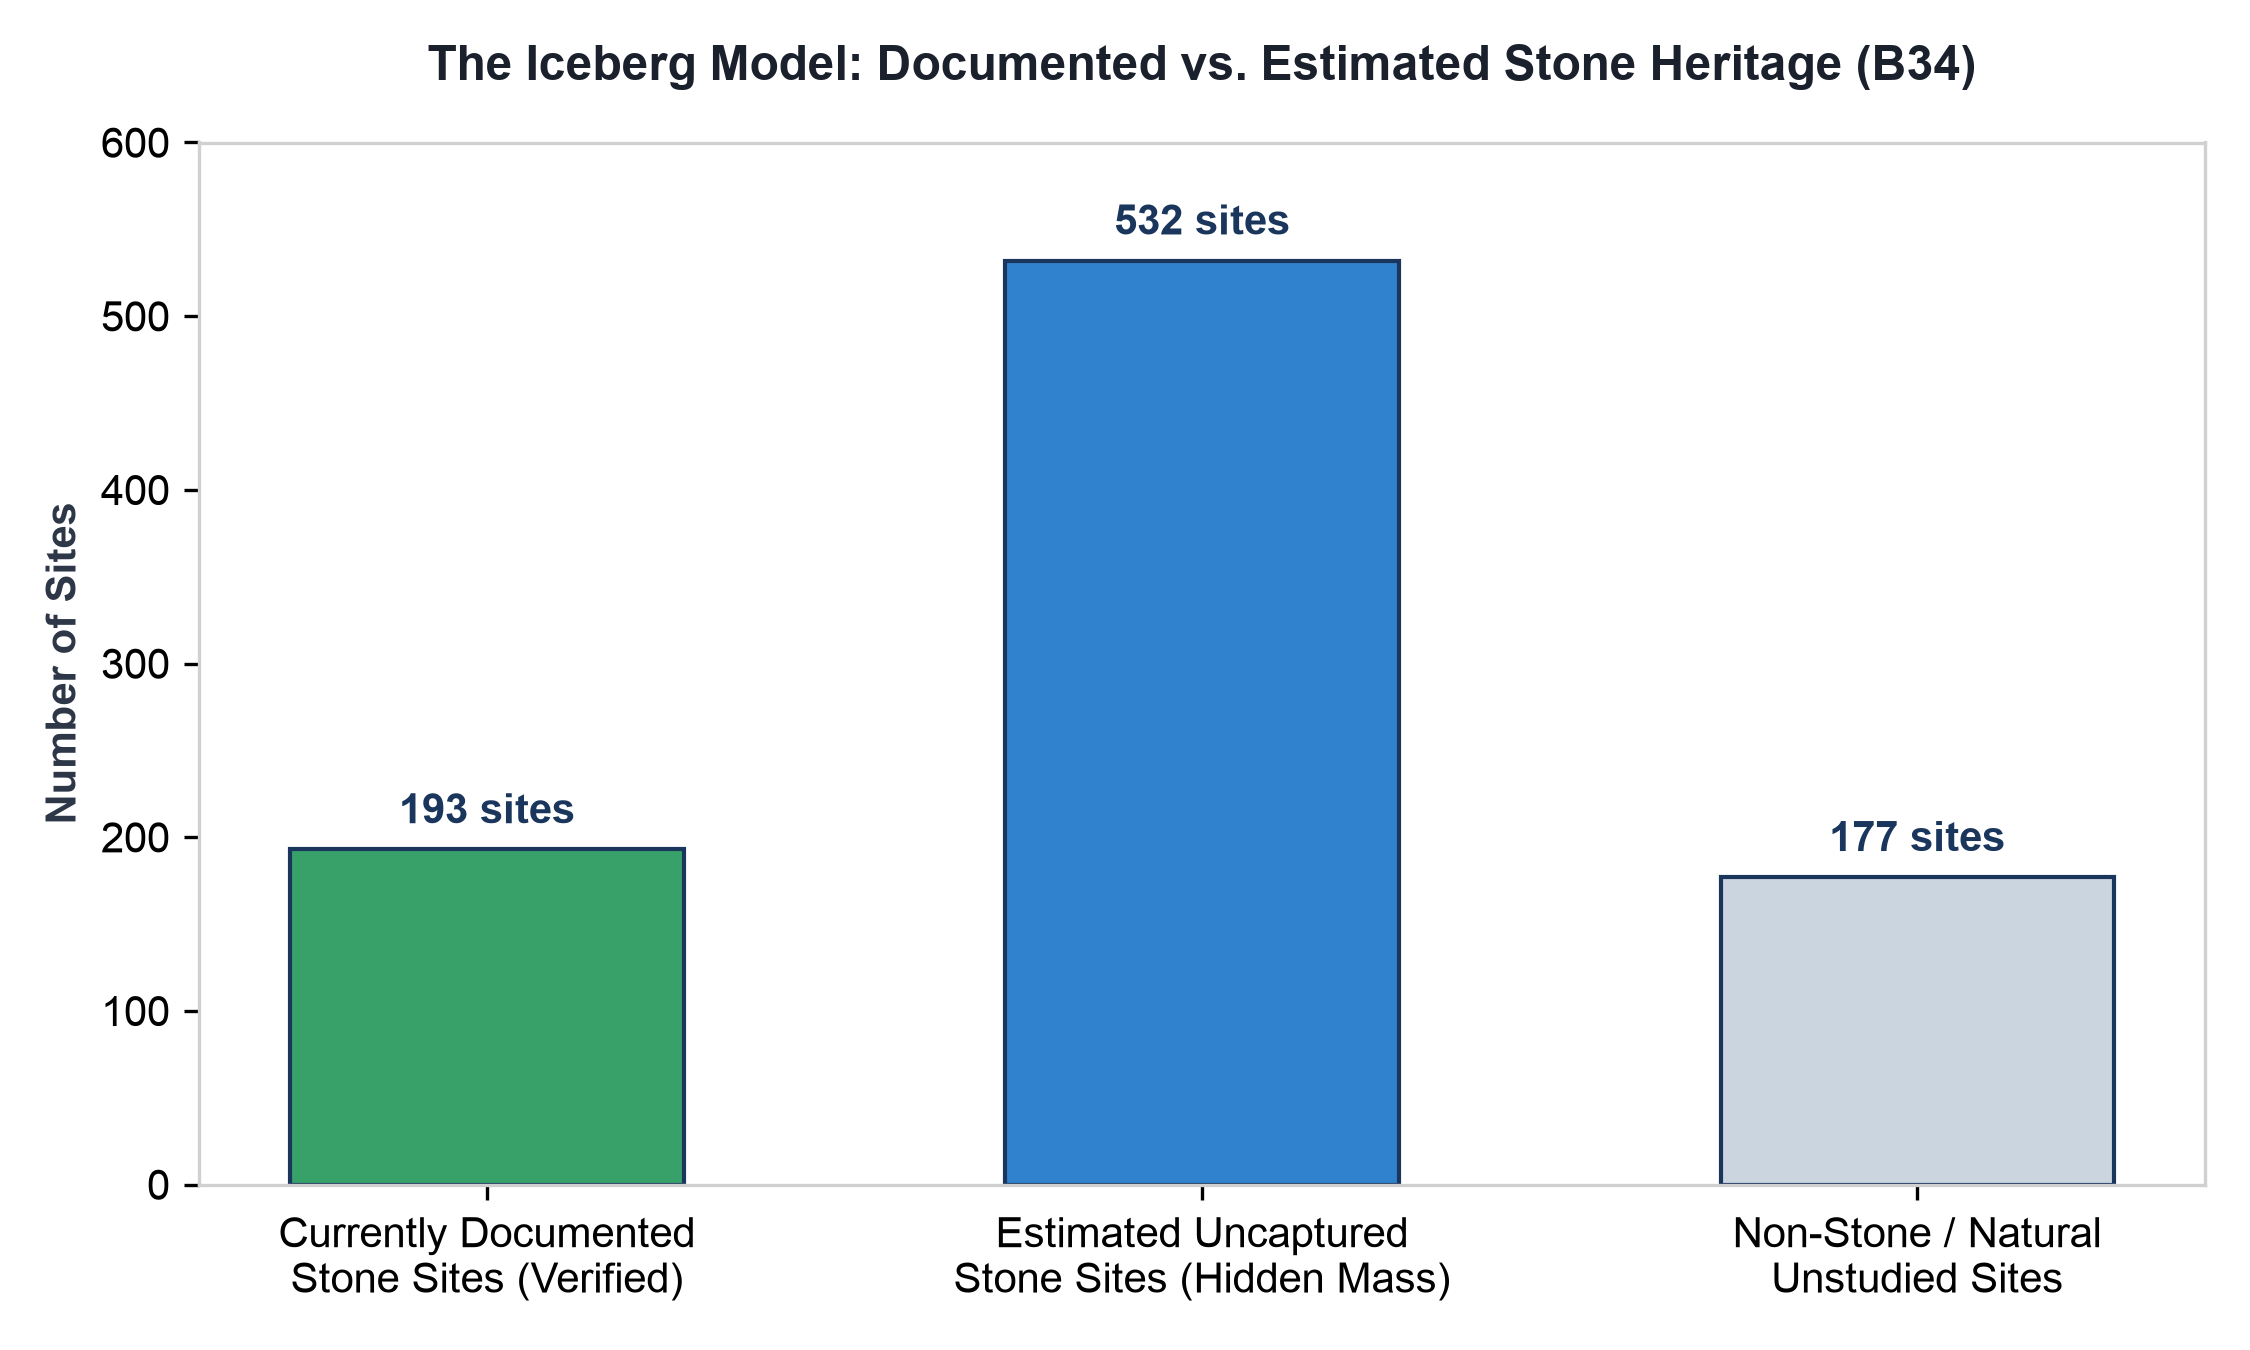 The Iceberg Model: Documented vs. Estimated Stone Heritage (B34)
Number of Sites
600
500
400
300
200
100
0
193 sites
532 sites
177 sites
Currently Documented
Stone Sites (Verified)
Estimated Uncaptured
Stone Sites (Hidden Mass)
Non-Stone / Natural
Unstudied Sites